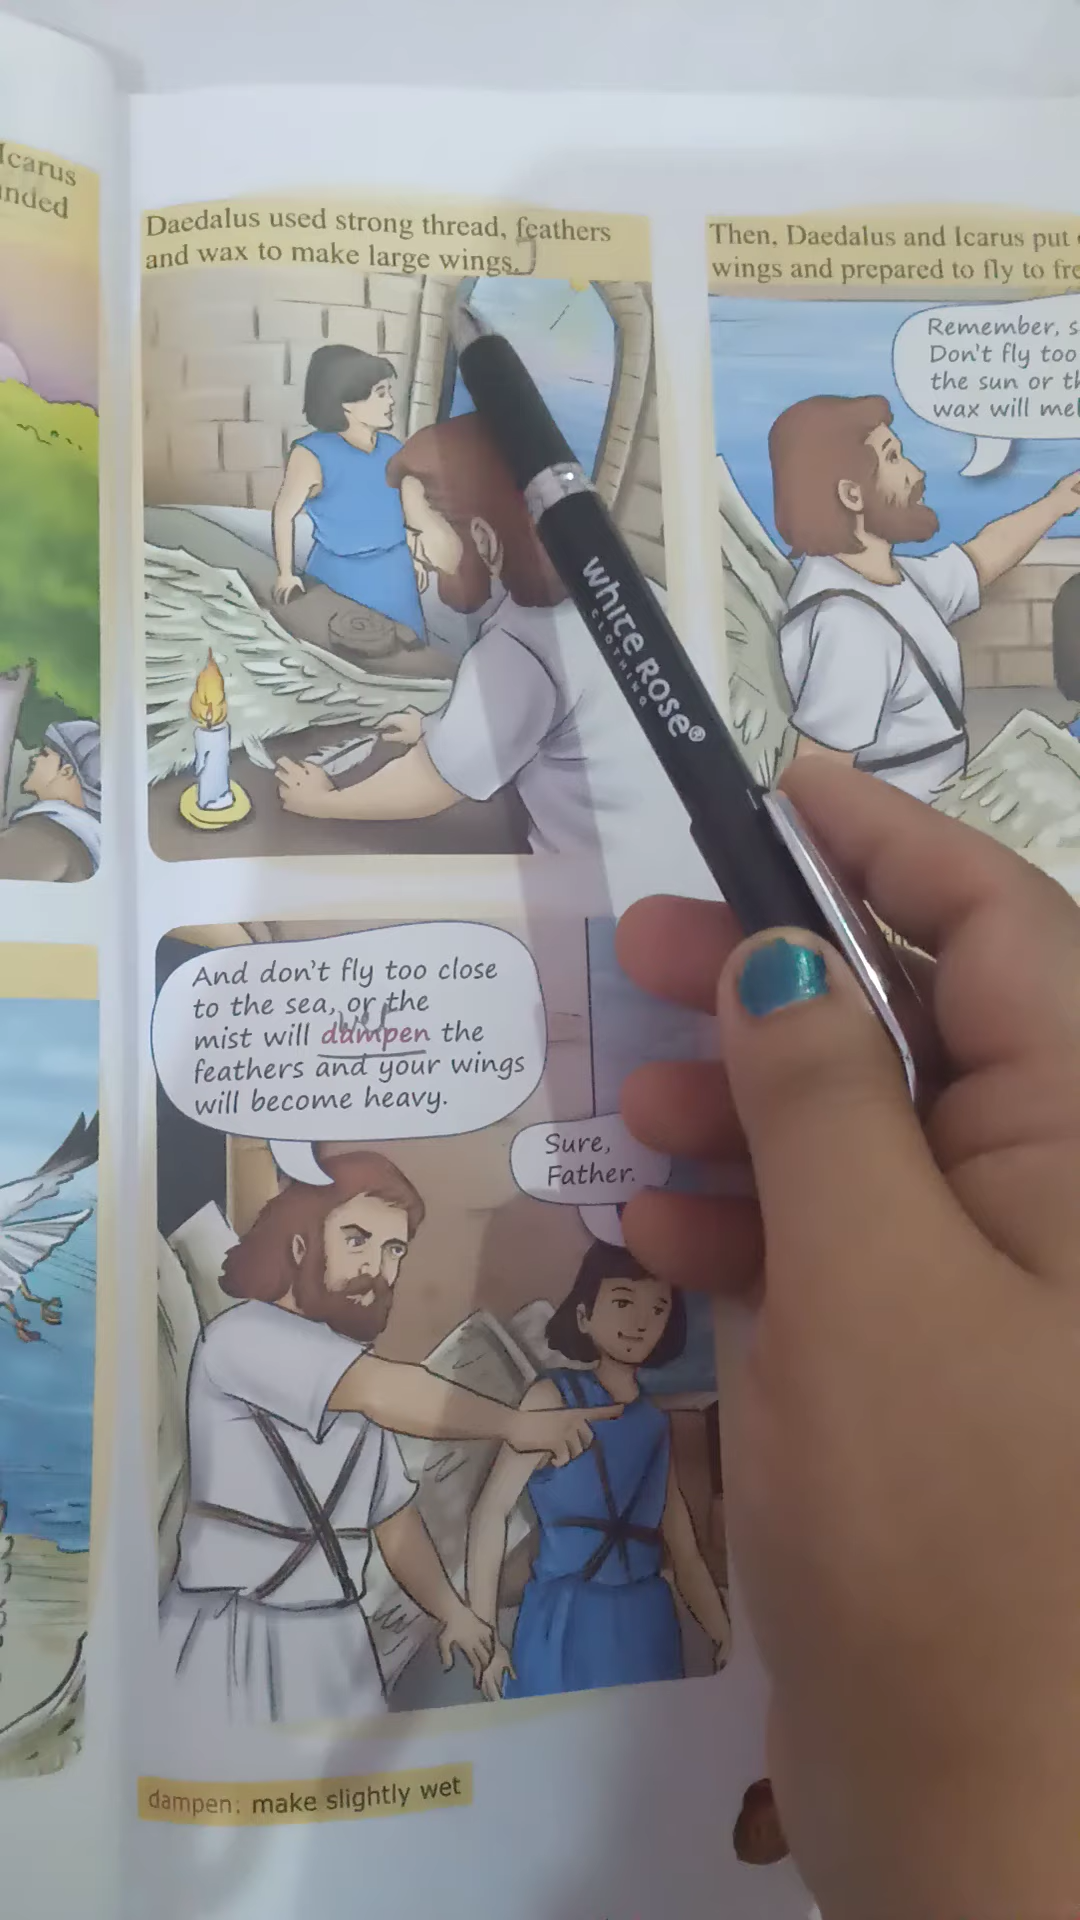 Icarus
nded
Daedalus used strong thread, feathers
and wax to make large wings.
Then, Daedalus and Icarus put
wings and prepared to fly to fre
Remember, s
Don't fly too
the sun or th
wax will mel
WHITE ROSE®
CLOTHING
And don't fly too close
to the sea, or the
mist will dampen the
feathers and your wings
will become heavy.
Sure,
Father.
dampen: make slightly wet